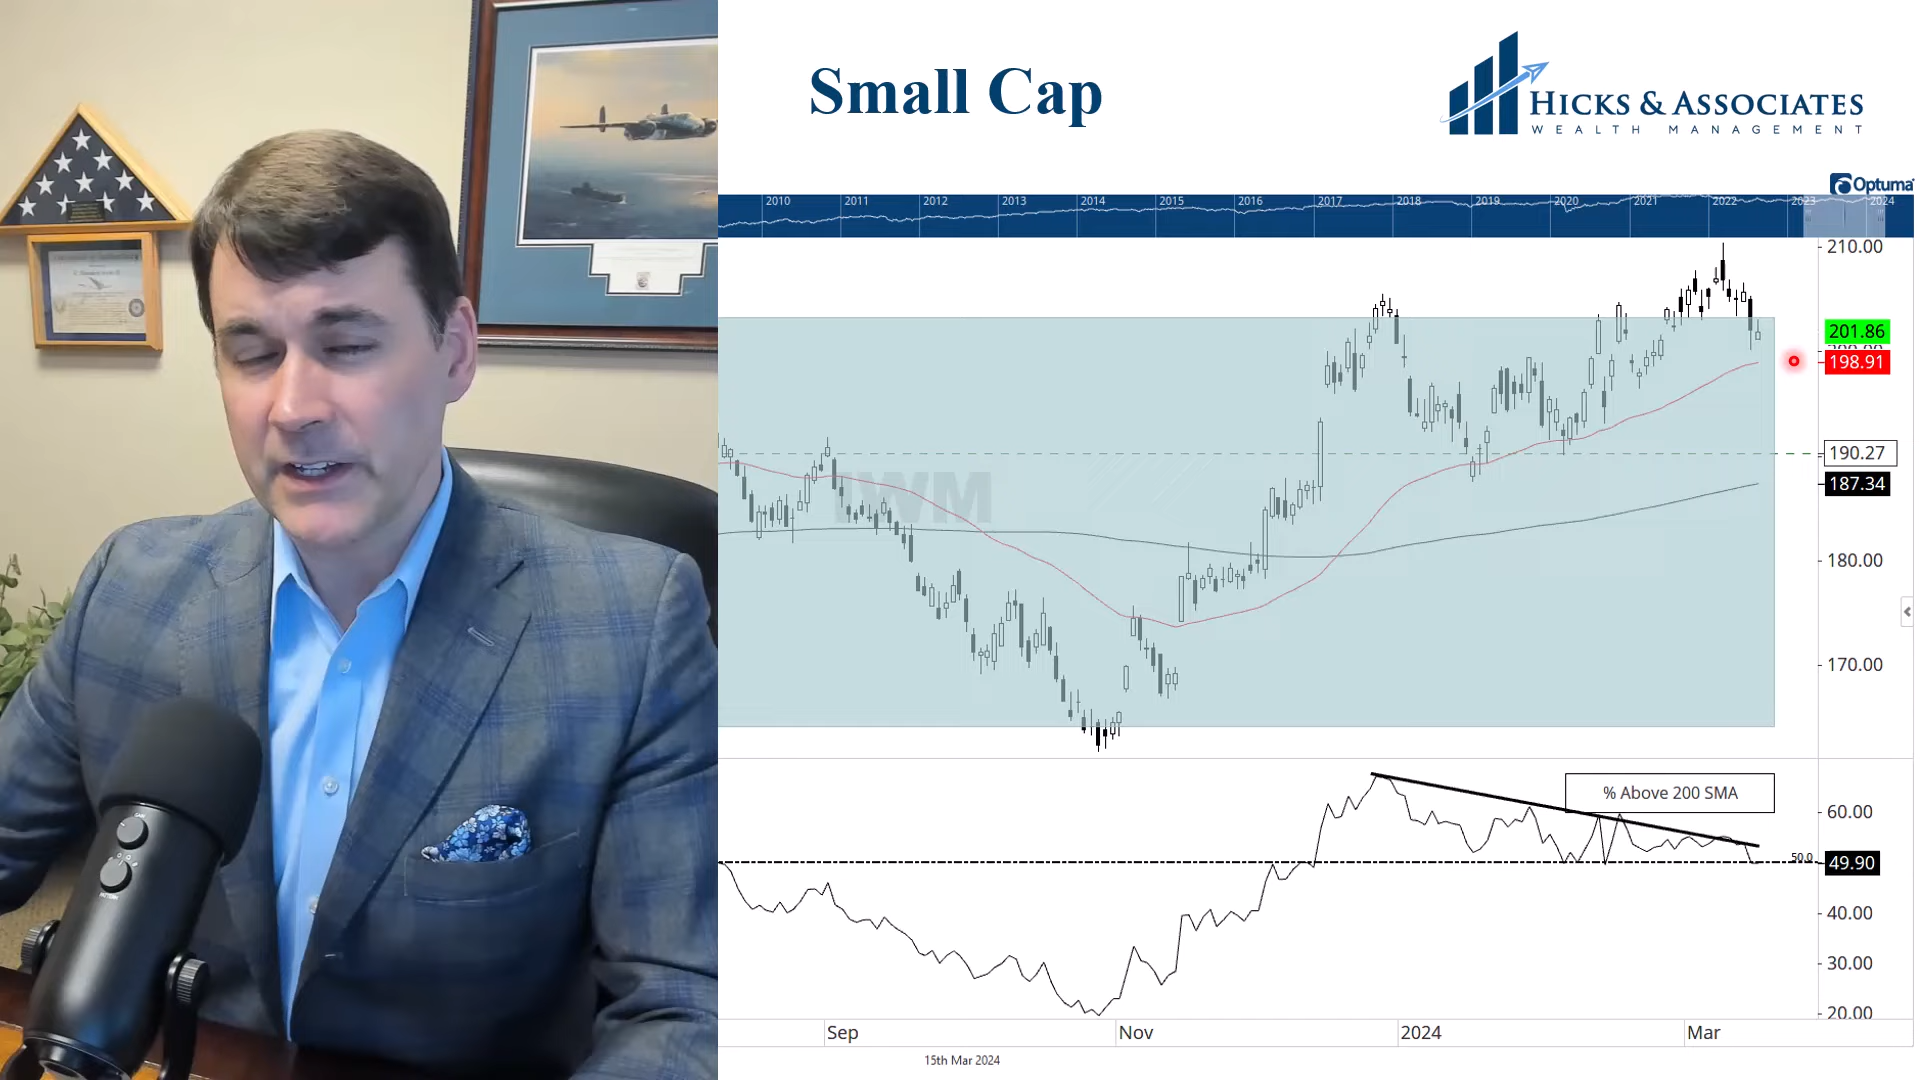 Small Cap
HICKS & ASSOCIATES
WEALTH MANAGEMENT
Optuma
2010 2011 2012 2013 2014 2015 2016 2017 2018 2019 2020 2021 2022 2023 2024
210.00
201.86
198.91
190.27
187.34
180.00
170.00
IWM
% Above 200 SMA
60.00
50.0
49.90
40.00
30.00
20.00
Sep Nov 2024 Mar
15th Mar 2024